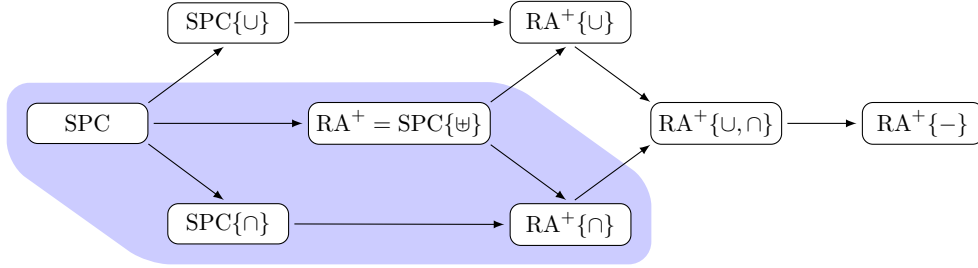 SPC{∪} RA⁺{∪}
SPC RA⁺ = SPC{⊎} RA⁺{∪, ∩} RA⁺{−}
SPC{∩} RA⁺{∩}